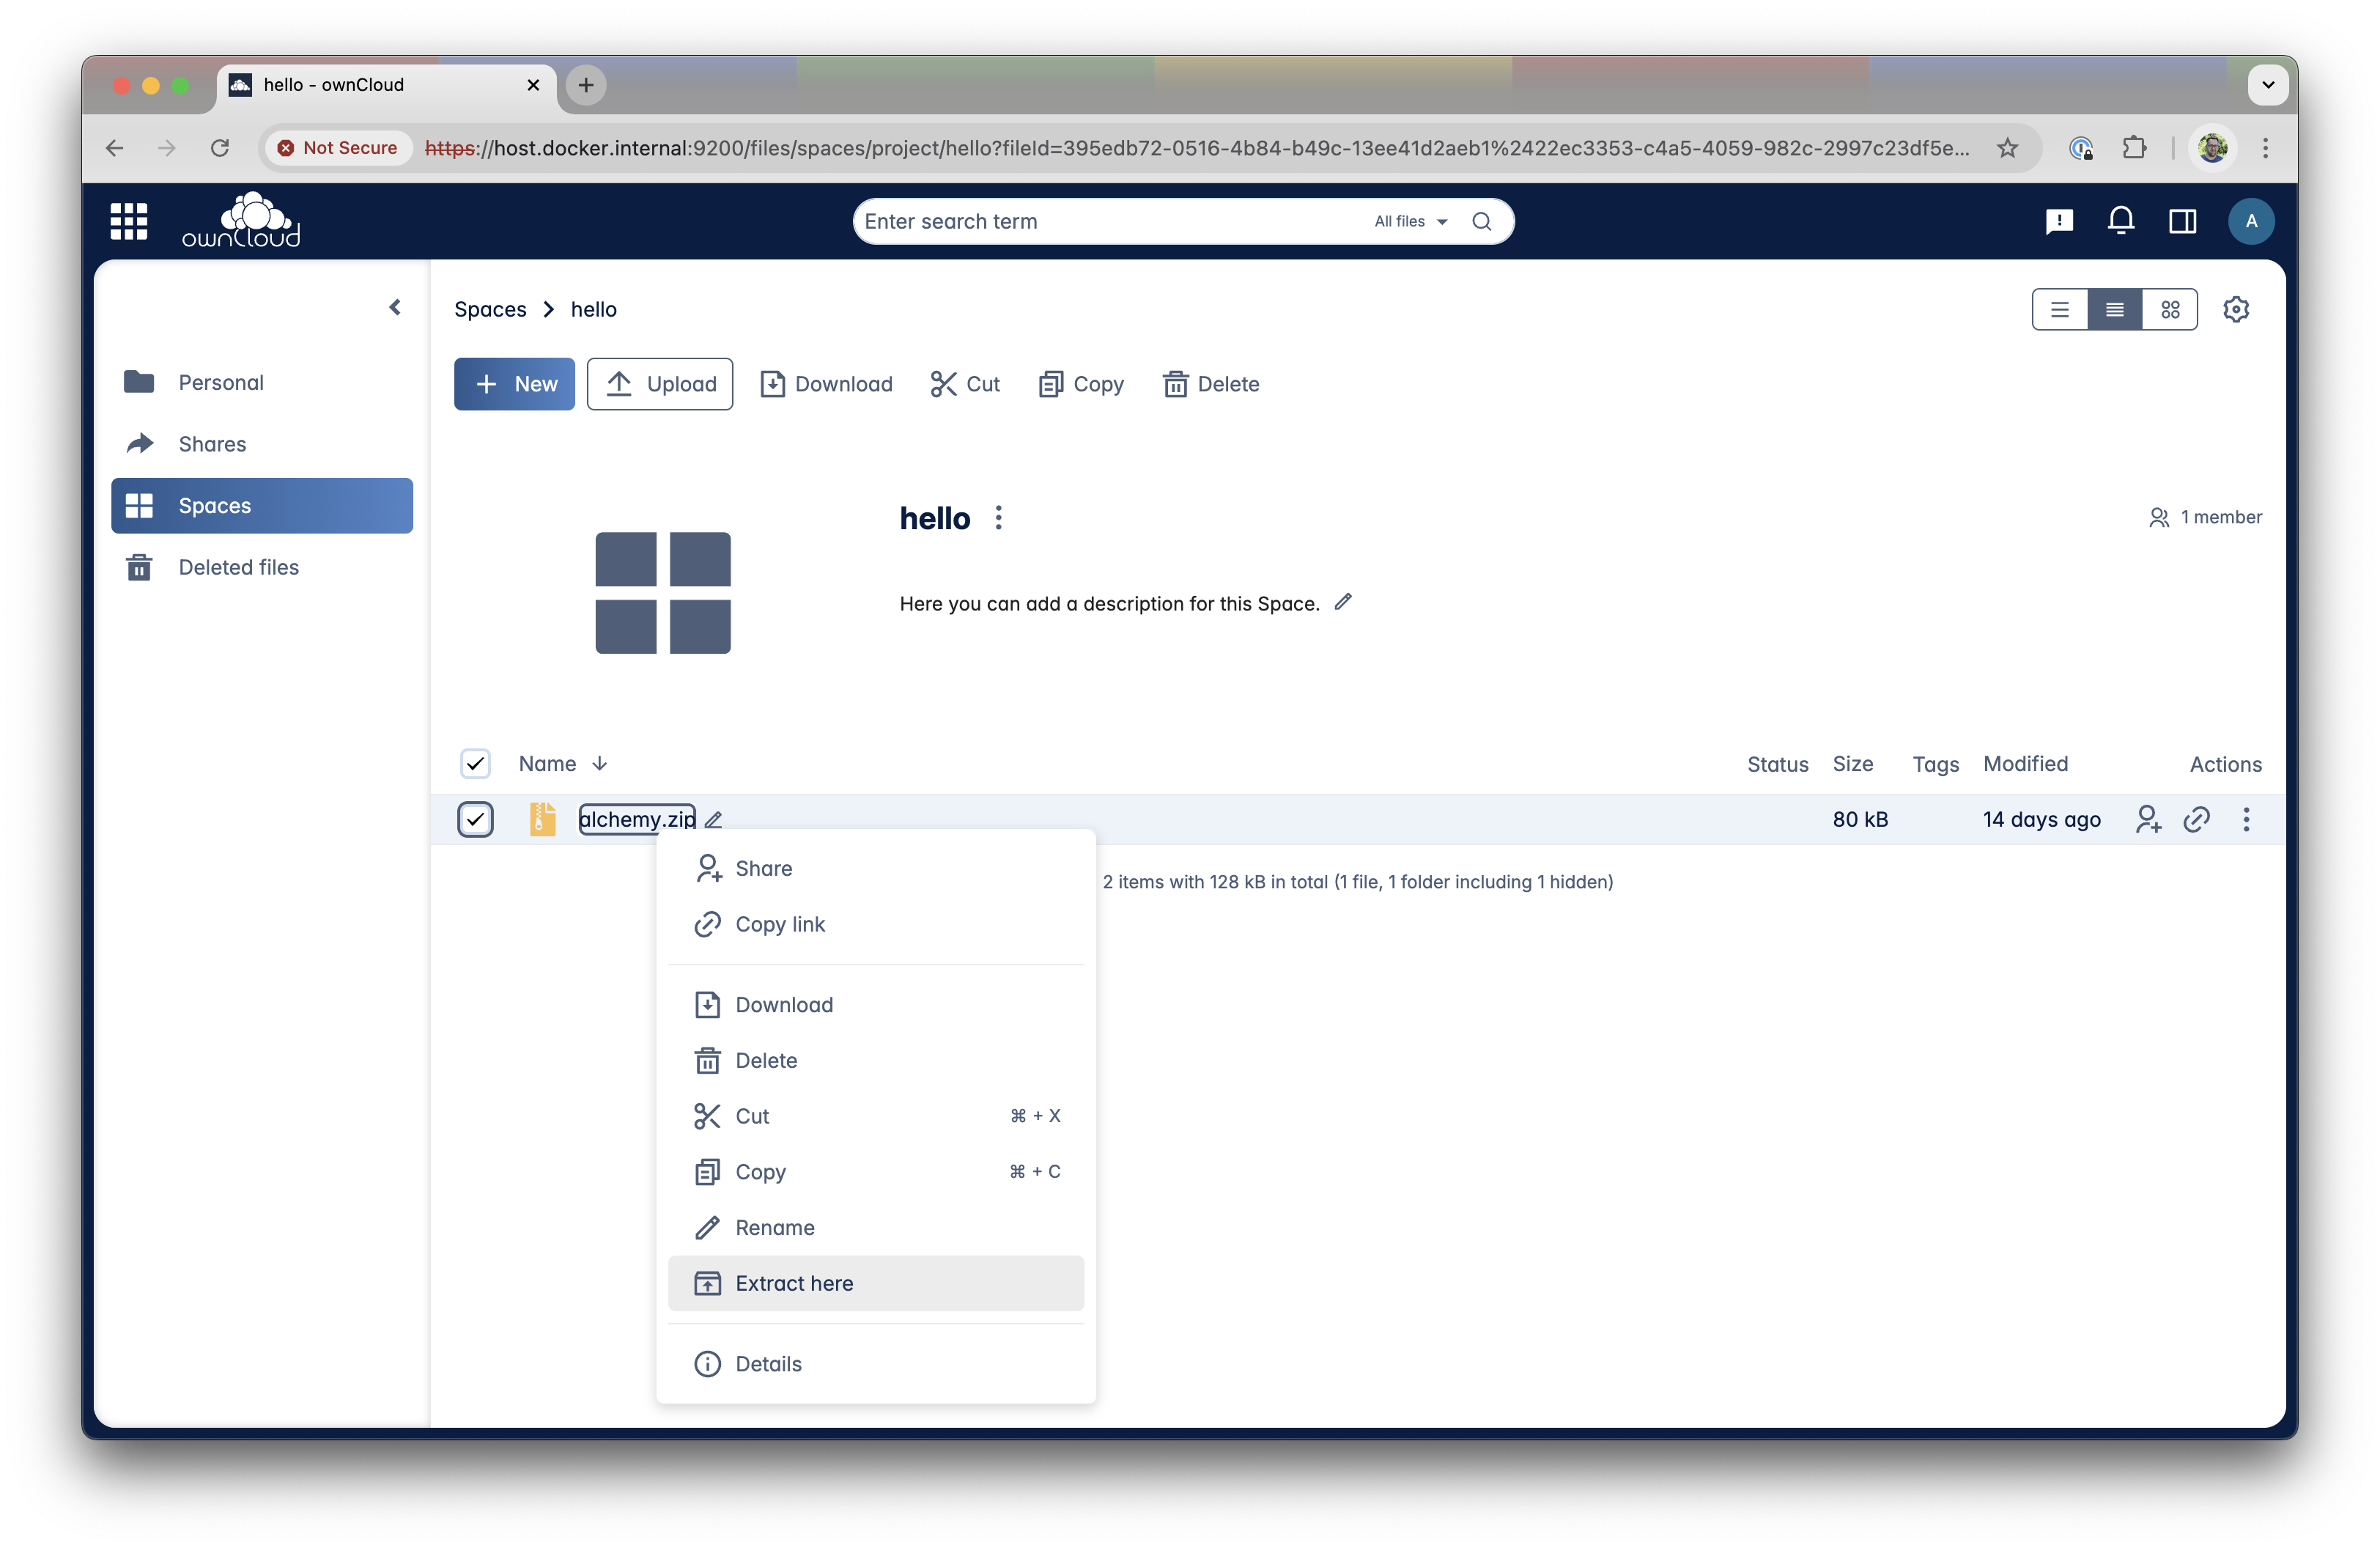 hello - ownCloud
Not Secure https://host.docker.internal:9200/files/spaces/project/hello?fileId=395edb72-0516-4b84-b49c-13ee41d2aeb1%2422ec3353-c4a5-4059-982c-2997c23df5e...
ownCloud
Enter search term All files
A
Spaces hello
New Upload Download Cut Copy Delete
Personal
Shares
Spaces
Deleted files
hello
1 member
Here you can add a description for this Space.
Name Status Size Tags Modified Actions
alchemy.zip 80 kB 14 days ago
2 items with 128 kB in total (1 file, 1 folder including 1 hidden)
Share
Copy link
Download
Delete
Cut ⌘ + X
Copy ⌘ + C
Rename
Extract here
Details